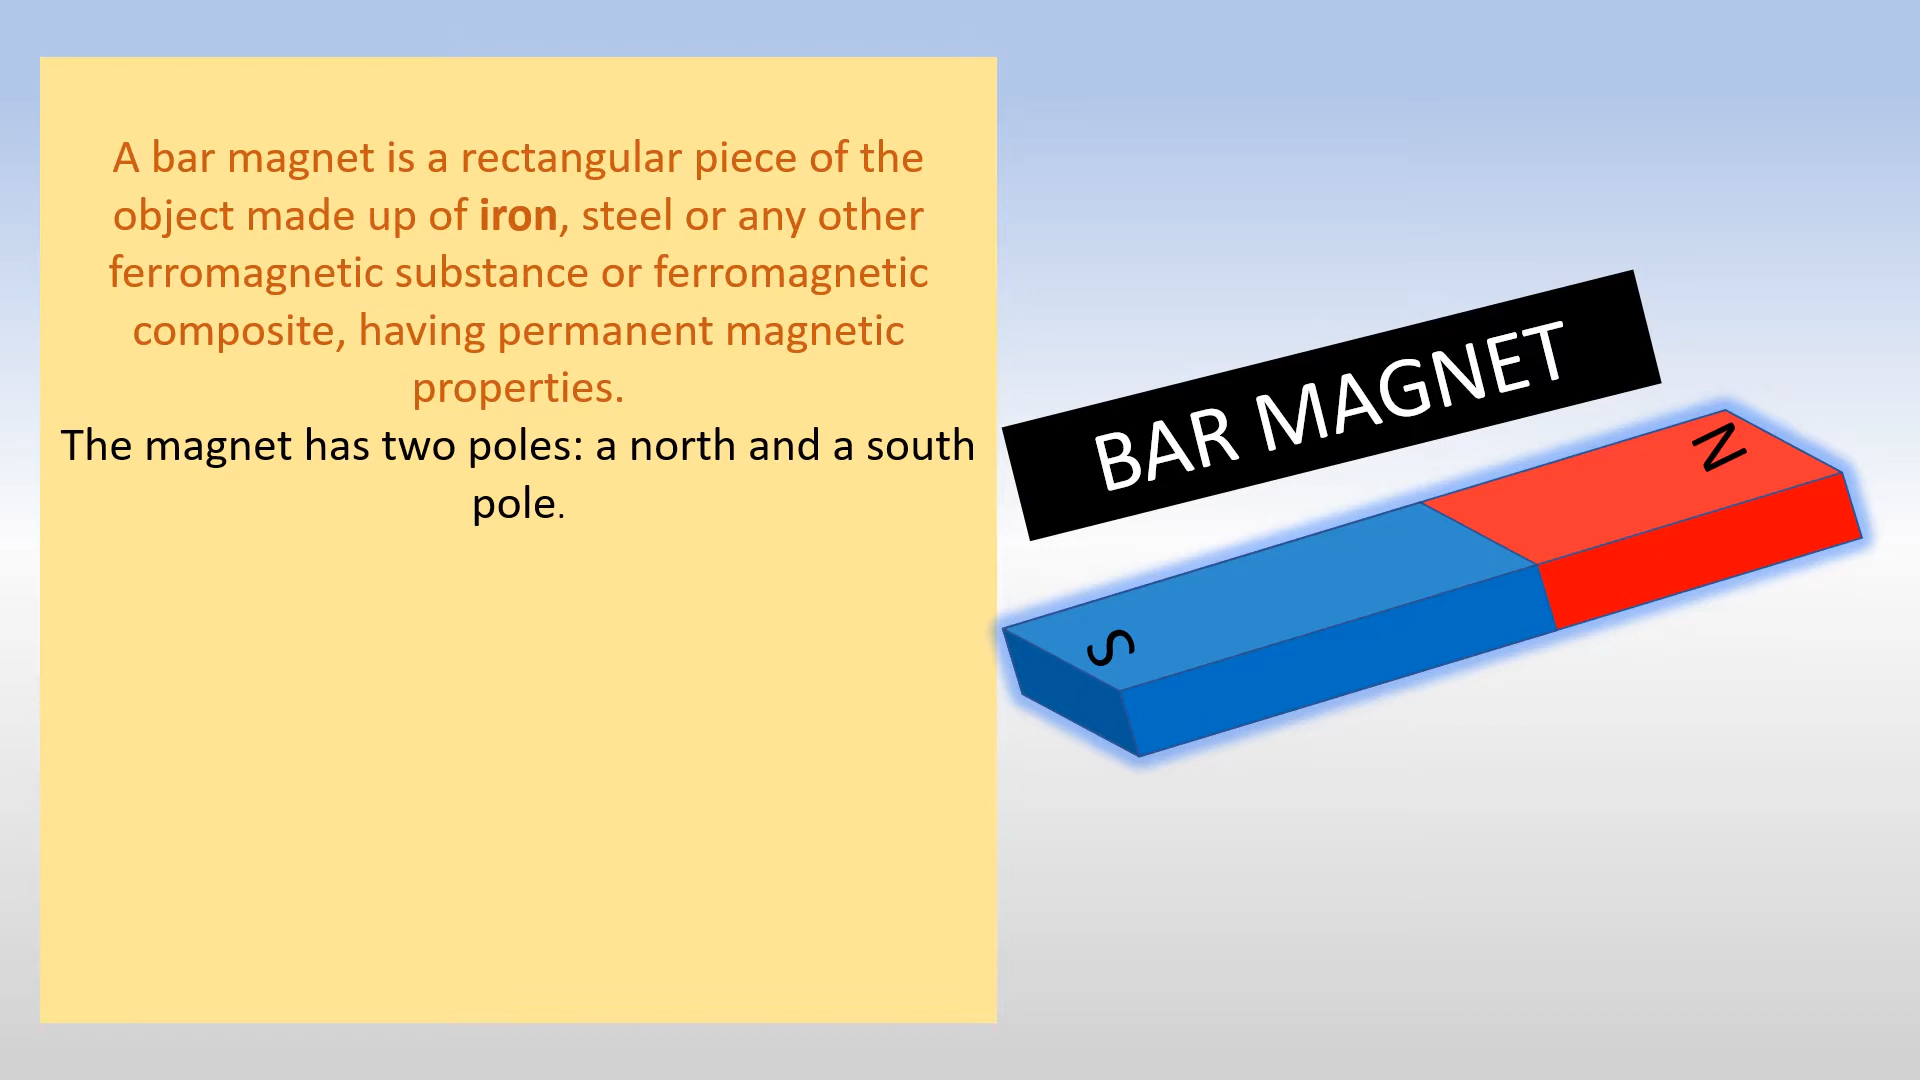 A bar magnet is a rectangular piece of the
object made up of iron, steel or any other
ferromagnetic substance or ferromagnetic
composite, having permanent magnetic
properties.
The magnet has two poles: a north and a south
pole.
BAR MAGNET
N
S